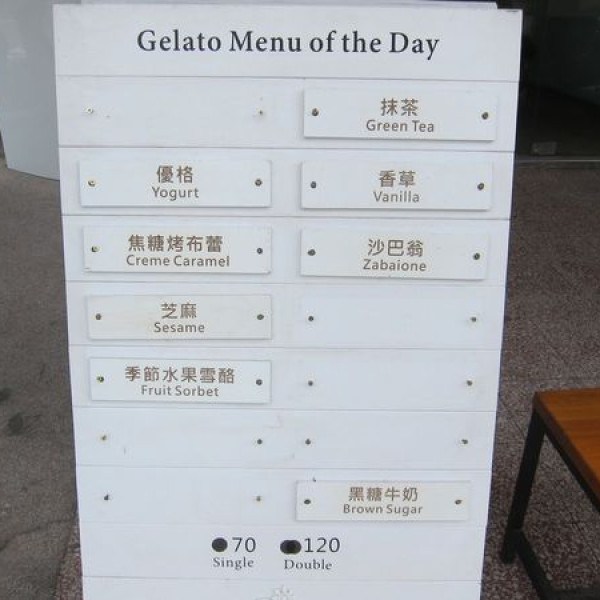 Gelato Menu of the Day
抹茶
Green Tea
優格
Yogurt
香草
Vanilla
焦糖烤布蕾
Creme Caramel
沙巴翁
Zabaione
芝麻
Sesame
季節水果雪酪
Fruit Sorbet
黑糖牛奶
Brown Sugar
70
Single
120
Double